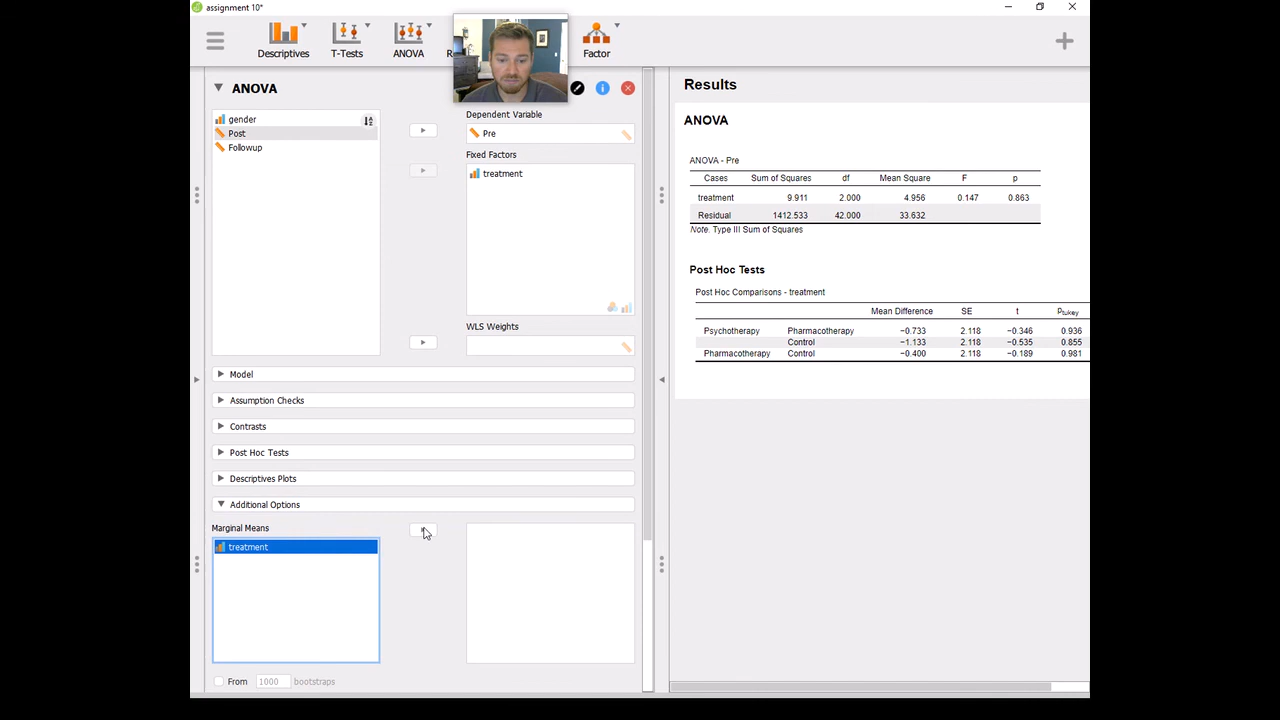 assignment 10*
Descriptives
T-Tests
ANOVA
Factor
ANOVA
gender
Post
Followup
Dependent Variable
Pre
Fixed Factors
treatment
WLS Weights
Model
Assumption Checks
Contrasts
Post Hoc Tests
Descriptives Plots
Additional Options
Marginal Means
treatment
From 1000 bootstraps
Results
ANOVA
ANOVA - Pre
Cases Sum of Squares df Mean Square F p
treatment 9.911 2.000 4.956 0.147 0.863
Residual 1412.533 42.000 33.632
Note. Type III Sum of Squares
Post Hoc Tests
Post Hoc Comparisons - treatment
Mean Difference SE t ptukey
Psychotherapy Pharmacotherapy −0.733 2.118 −0.346 0.936
Control −1.133 2.118 −0.535 0.855
Pharmacotherapy Control −0.400 2.118 −0.189 0.981